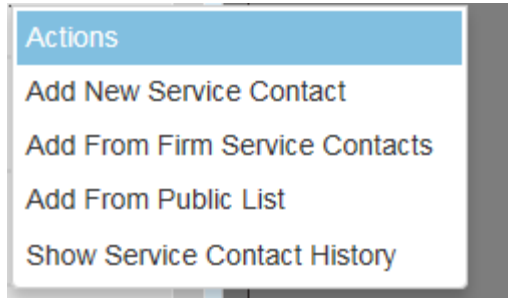 Actions
Add New Service Contact
Add From Firm Service Contacts
Add From Public List
Show Service Contact History